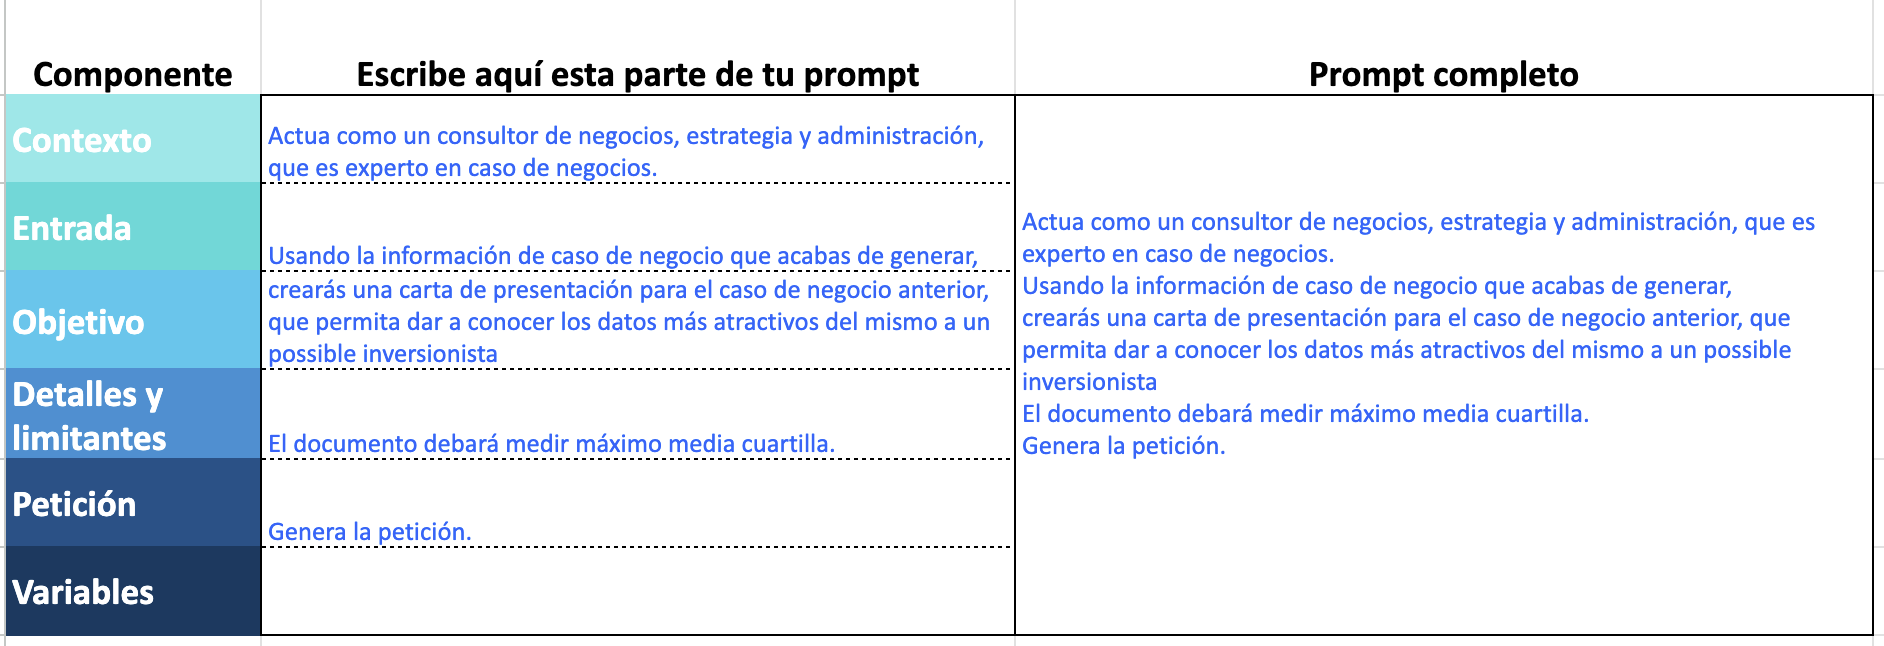 Componente
Escribe aquí esta parte de tu prompt
Prompt completo
Contexto
Actua como un consultor de negocios, estrategia y administración,
que es experto en caso de negocios.
Entrada
Usando la información de caso de negocio que acabas de generar,
Objetivo
crearás una carta de presentación para el caso de negocio anterior,
que permita dar a conocer los datos más atractivos del mismo a un
possible inversionista
Detalles y
limitantes
El documento debará medir máximo media cuartilla.
Petición
Genera la petición.
Variables
Actua como un consultor de negocios, estrategia y administración, que es
experto en caso de negocios.
Usando la información de caso de negocio que acabas de generar,
crearás una carta de presentación para el caso de negocio anterior, que
permita dar a conocer los datos más atractivos del mismo a un possible
inversionista
El documento debará medir máximo media cuartilla.
Genera la petición.